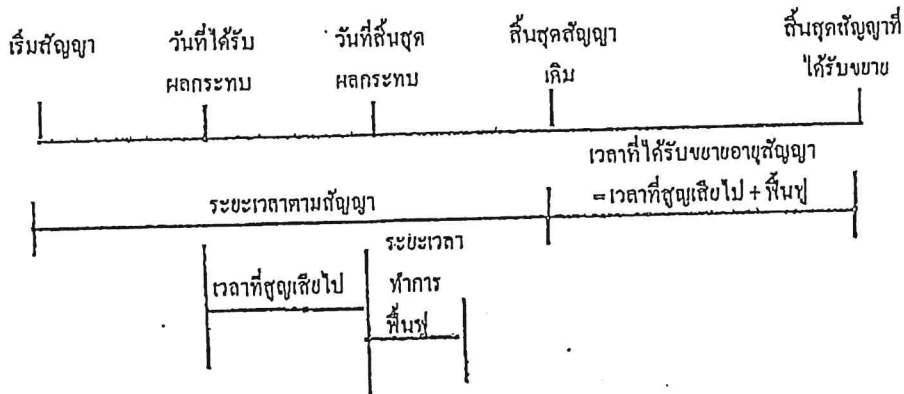 เริ่มสัญญา
วันที่ได้รับ
ผลกระทบ
วันที่สิ้นสุด
ผลกระทบ
สิ้นสุดสัญญา
เดิม
สิ้นสุดสัญญาที่
ได้รับขยาย
เวลาที่ได้รับขยายอายุสัญญา
=เวลาที่สูญเสียไป + ฟื้นฟู
ระยะเวลาตามสัญญา
เวลาที่สูญเสียไป
ระยะเวลา
ทำการ
ฟื้นฟู